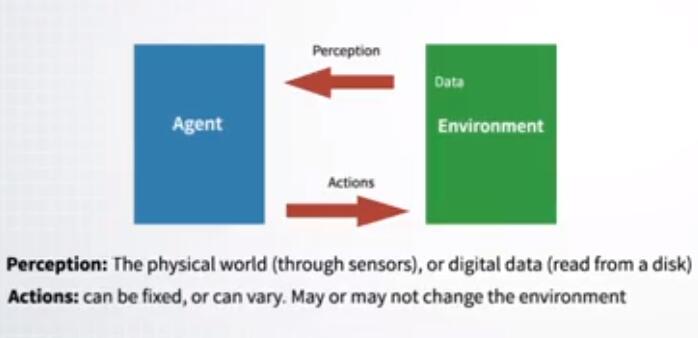 Perception
Agent
Data
Environment
Actions
Perception: The physical world (through sensors), or digital data (read from a disk)
Actions: can be fixed, or can vary. May or may not change the environment